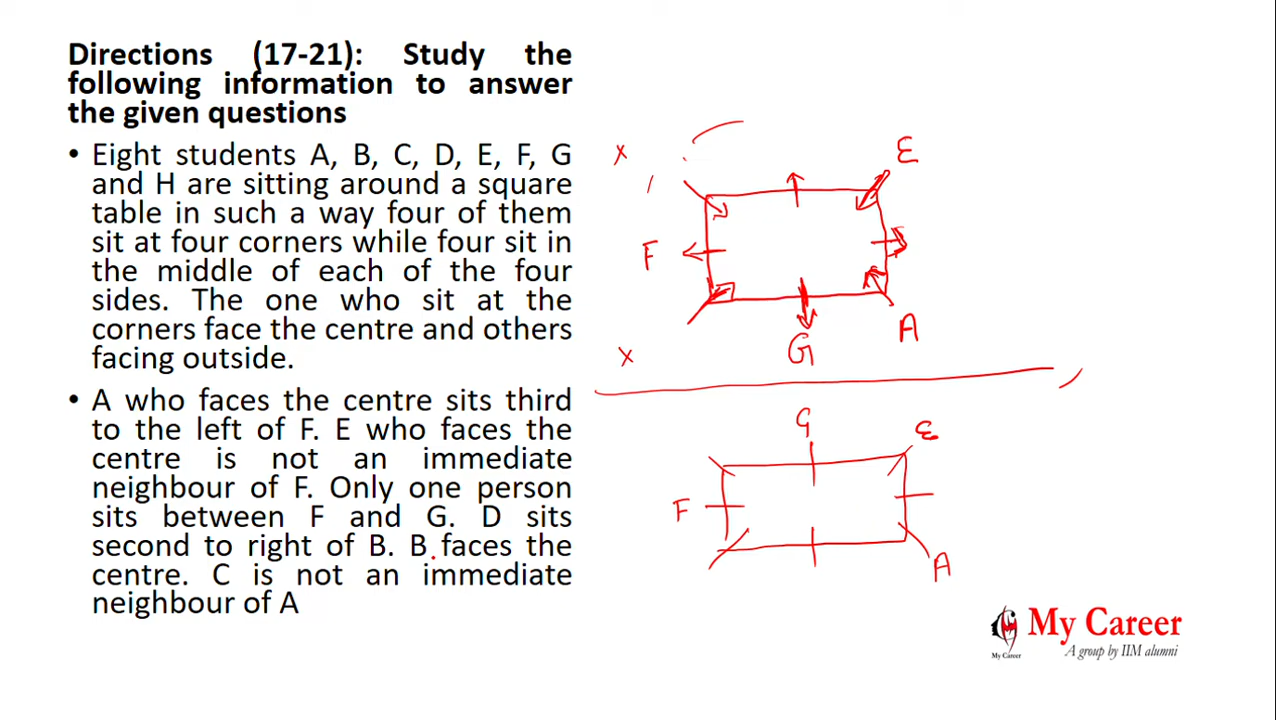 Directions (17-21): Study the
following information to answer
the given questions
• Eight students A, B, C, D, E, F, G
and H are sitting around a square
table in such a way four of them
sit at four corners while four sit in
the middle of each of the four
sides. The one who sit at the
corners face the centre and others
facing outside.
• A who faces the centre sits third
to the left of F. E who faces the
centre is not an immediate
neighbour of F. Only one person
sits between F and G. D sits
second to right of B. B faces the
centre. C is not an immediate
neighbour of A
x
E
F
x
G
A
G
E
F
A
My Career
A group by IIM alumni
My Career